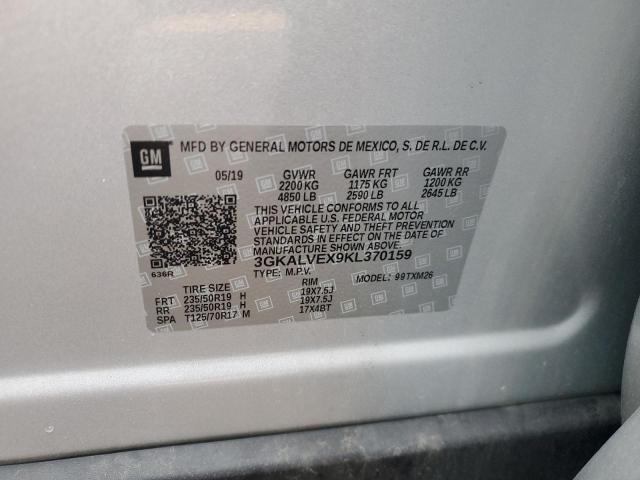 GM
MFD BY GENERAL MOTORS DE MEXICO, S. DE R.L. DE C.V.
05/19 GVWR GAWR FRT GAWR RR
2200 KG 1175 KG 1200 KG
4850 LB 2590 LB 2645 LB
THIS VEHICLE CONFORMS TO ALL
APPLICABLE U.S. FEDERAL MOTOR
VEHICLE SAFETY AND THEFT PREVENTION
STANDARDS IN EFFECT ON THE DATE OF
MANUFACTURE SHOWN ABOVE.
3GKALVEX9KL370159
636R TYPE: M.P.V. MODEL: 99TXM26
TIRE SIZE RIM
FRT 235/50R19 H 19X7.5J
RR 235/50R19 H 19X7.5J
SPA T125/70R17 M 17X4BT